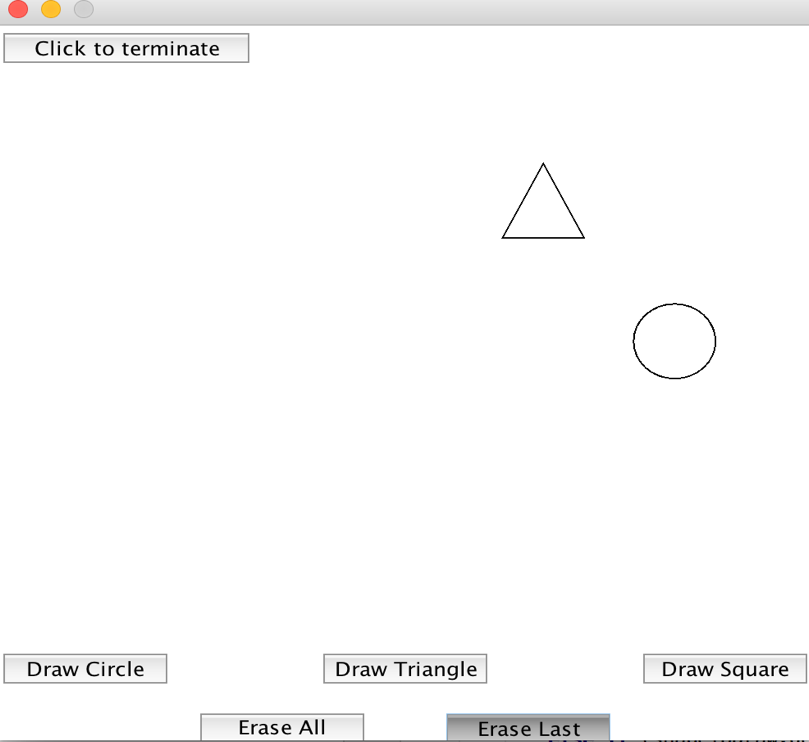 Click to terminate
Draw Circle
Draw Triangle
Draw Square
Erase All
Erase Last